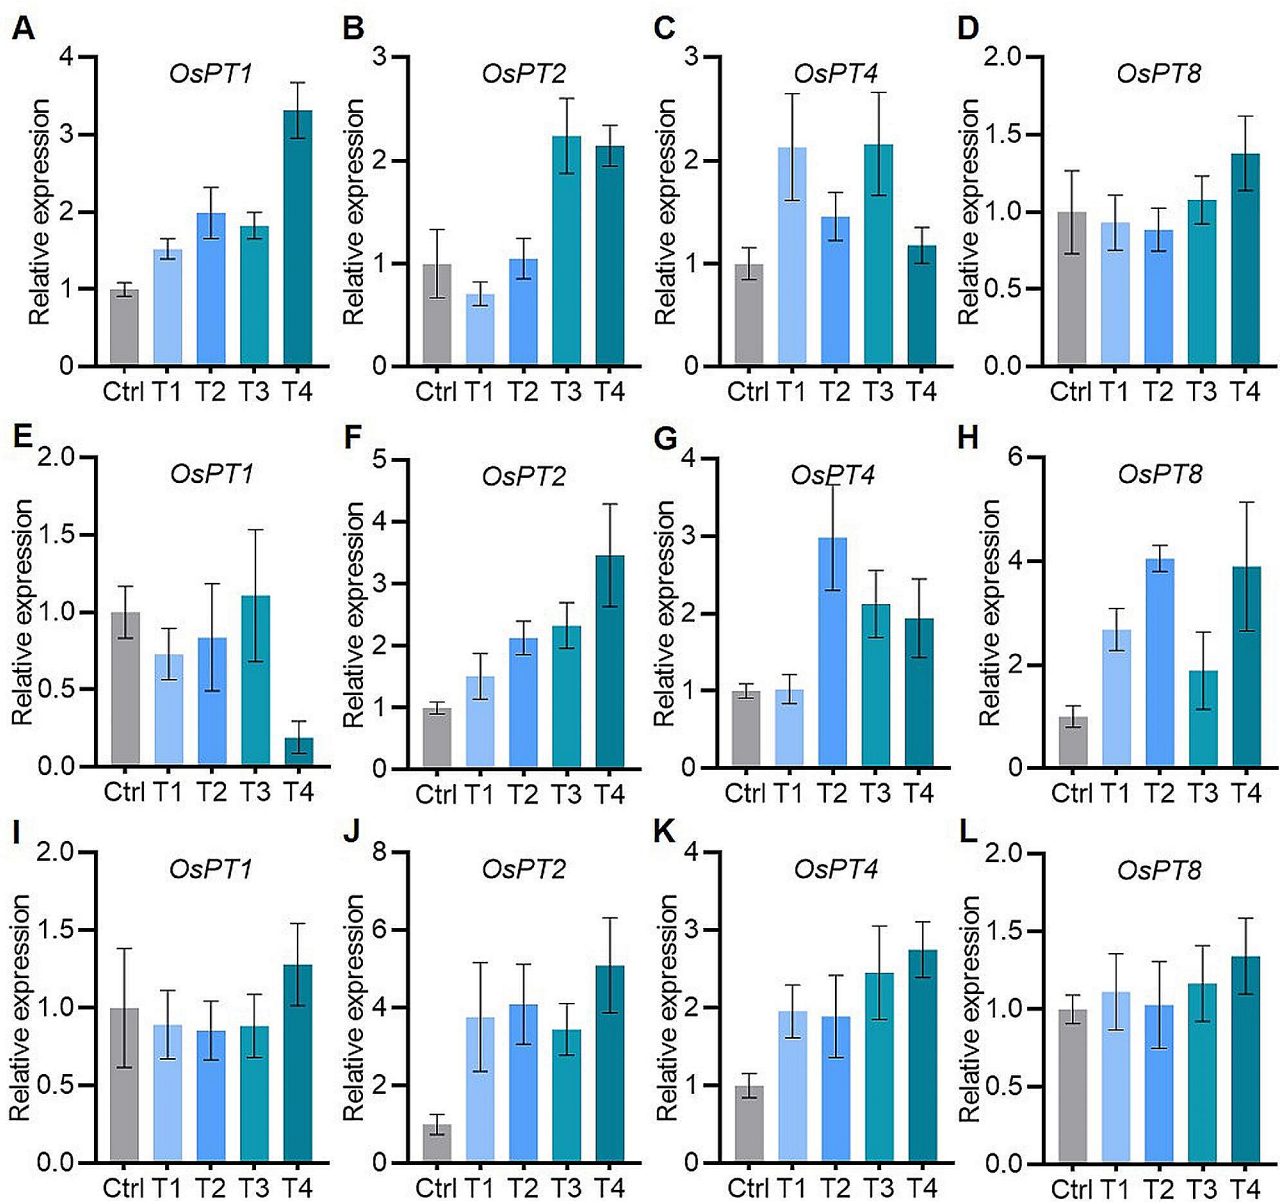 A
OsPT1
Relative expression
4
3
2
1
0
Ctrl T1 T2 T3 T4
B
OsPT2
Relative expression
3
2
1
0
Ctrl T1 T2 T3 T4
C
OsPT4
Relative expression
3
2
1
0
Ctrl T1 T2 T3 T4
D
OsPT8
Relative expression
2.0
1.5
1.0
0.5
0.0
Ctrl T1 T2 T3 T4
E
OsPT1
Relative expression
2.0
1.5
1.0
0.5
0.0
Ctrl T1 T2 T3 T4
F
OsPT2
Relative expression
5
4
3
2
1
0
Ctrl T1 T2 T3 T4
G
OsPT4
Relative expression
4
3
2
1
0
Ctrl T1 T2 T3 T4
H
OsPT8
Relative expression
6
4
2
0
Ctrl T1 T2 T3 T4
I
OsPT1
Relative expression
2.0
1.5
1.0
0.5
0.0
Ctrl T1 T2 T3 T4
J
OsPT2
Relative expression
8
6
4
2
0
Ctrl T1 T2 T3 T4
K
OsPT4
Relative expression
4
3
2
1
0
Ctrl T1 T2 T3 T4
L
OsPT8
Relative expression
2.0
1.5
1.0
0.5
0.0
Ctrl T1 T2 T3 T4